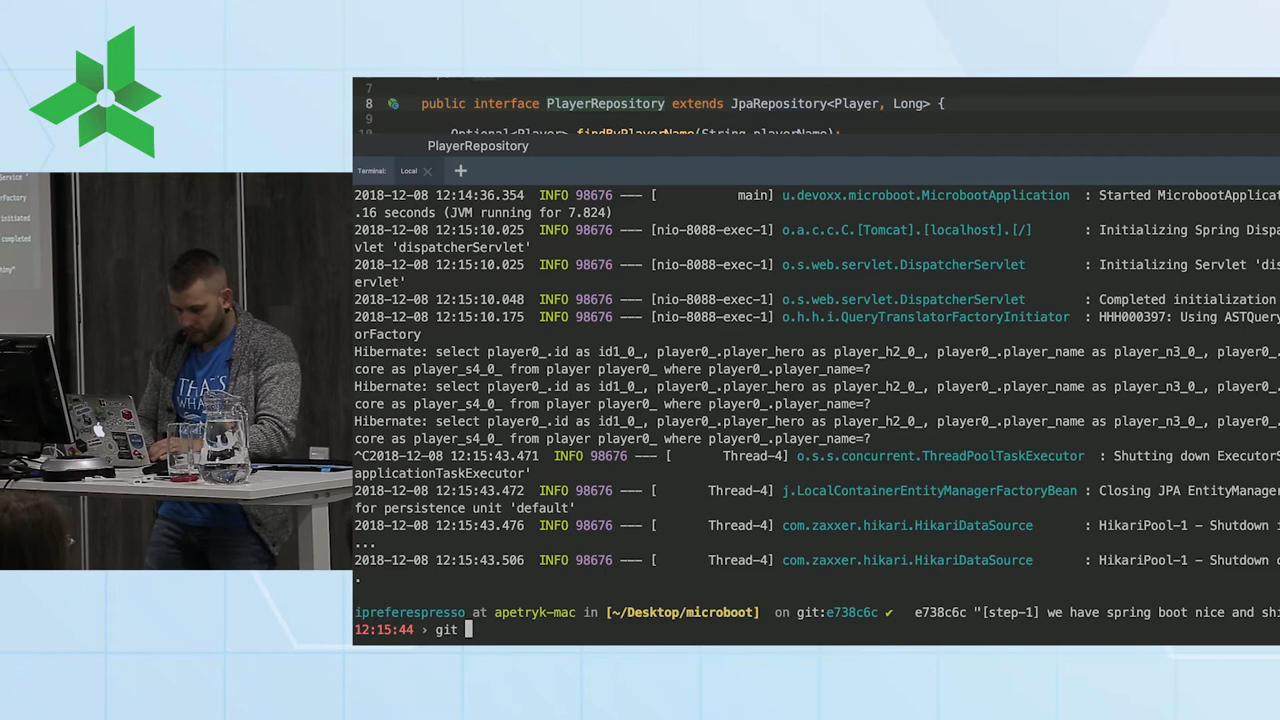 7
8 public interface PlayerRepository extends JpaRepository<Player, Long> {
9
10 Optional<Player> findByPlayerName(String playerName);
PlayerRepository
Terminal: Local × +
2018-12-08 12:14:36.354 INFO 98676 --- [ main] u.devoxx.microboot.MicrobootApplication : Started MicrobootApplicat
.16 seconds (JVM running for 7.824)
2018-12-08 12:15:10.025 INFO 98676 --- [nio-8088-exec-1] o.a.c.c.C.[Tomcat].[localhost].[/] : Initializing Spring Dispa
vlet 'dispatcherServlet'
2018-12-08 12:15:10.025 INFO 98676 --- [nio-8088-exec-1] o.s.web.servlet.DispatcherServlet : Initializing Servlet 'dis
ervlet'
2018-12-08 12:15:10.048 INFO 98676 --- [nio-8088-exec-1] o.s.web.servlet.DispatcherServlet : Completed initialization
2018-12-08 12:15:10.175 INFO 98676 --- [nio-8088-exec-1] o.h.h.i.QueryTranslatorFactoryInitiator : HHH000397: Using ASTQuery
orFactory
Hibernate: select player0_.id as id1_0_, player0_.player_hero as player_h2_0_, player0_.player_name as player_n3_0_, player0_.
core as player_s4_0_ from player player0_ where player0_.player_name=?
Hibernate: select player0_.id as id1_0_, player0_.player_hero as player_h2_0_, player0_.player_name as player_n3_0_, player0_.
core as player_s4_0_ from player player0_ where player0_.player_name=?
Hibernate: select player0_.id as id1_0_, player0_.player_hero as player_h2_0_, player0_.player_name as player_n3_0_, player0_.
core as player_s4_0_ from player player0_ where player0_.player_name=?
^C2018-12-08 12:15:43.471 INFO 98676 --- [ Thread-4] o.s.s.concurrent.ThreadPoolTaskExecutor : Shutting down ExecutorS
applicationTaskExecutor'
2018-12-08 12:15:43.472 INFO 98676 --- [ Thread-4] j.LocalContainerEntityManagerFactoryBean : Closing JPA EntityManager
for persistence unit 'default'
2018-12-08 12:15:43.476 INFO 98676 --- [ Thread-4] com.zaxxer.hikari.HikariDataSource : HikariPool-1 - Shutdown i
...
2018-12-08 12:15:43.506 INFO 98676 --- [ Thread-4] com.zaxxer.hikari.HikariDataSource : HikariPool-1 - Shutdown c
.
ipreferespresso at apetryk-mac in [~/Desktop/microboot] on git:e738c6c ✔ e738c6c "[step-1] we have spring boot nice and shi
12:15:44 › git
Service "
rFactory
initiated
completed
THAT'S
WHAT